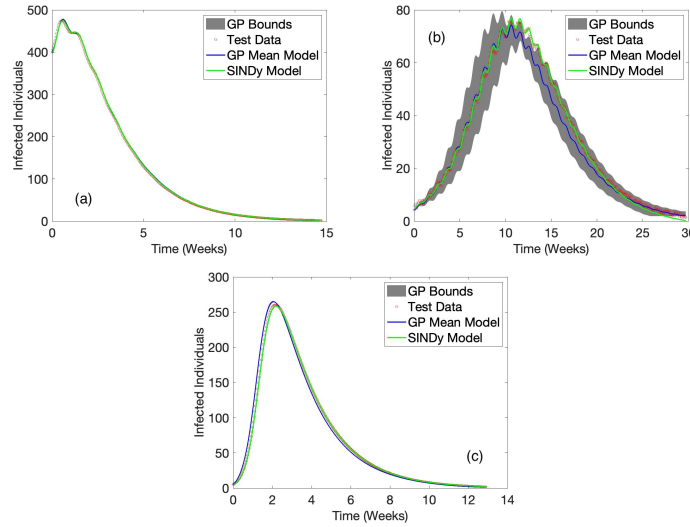 500
400
300
200
100
0
Infected Individuals
0 5 10 15
Time (Weeks)
GP Bounds
Test Data
GP Mean Model
SINDy Model
(a)
80
60
40
20
0
Infected Individuals
0 5 10 15 20 25 30
Time (Weeks)
(b)
GP Bounds
Test Data
GP Mean Model
SINDy Model
300
250
200
150
100
50
0
Infected Individuals
0 2 4 6 8 10 12 14
Time (Weeks)
GP Bounds
Test Data
GP Mean Model
SINDy Model
(c)